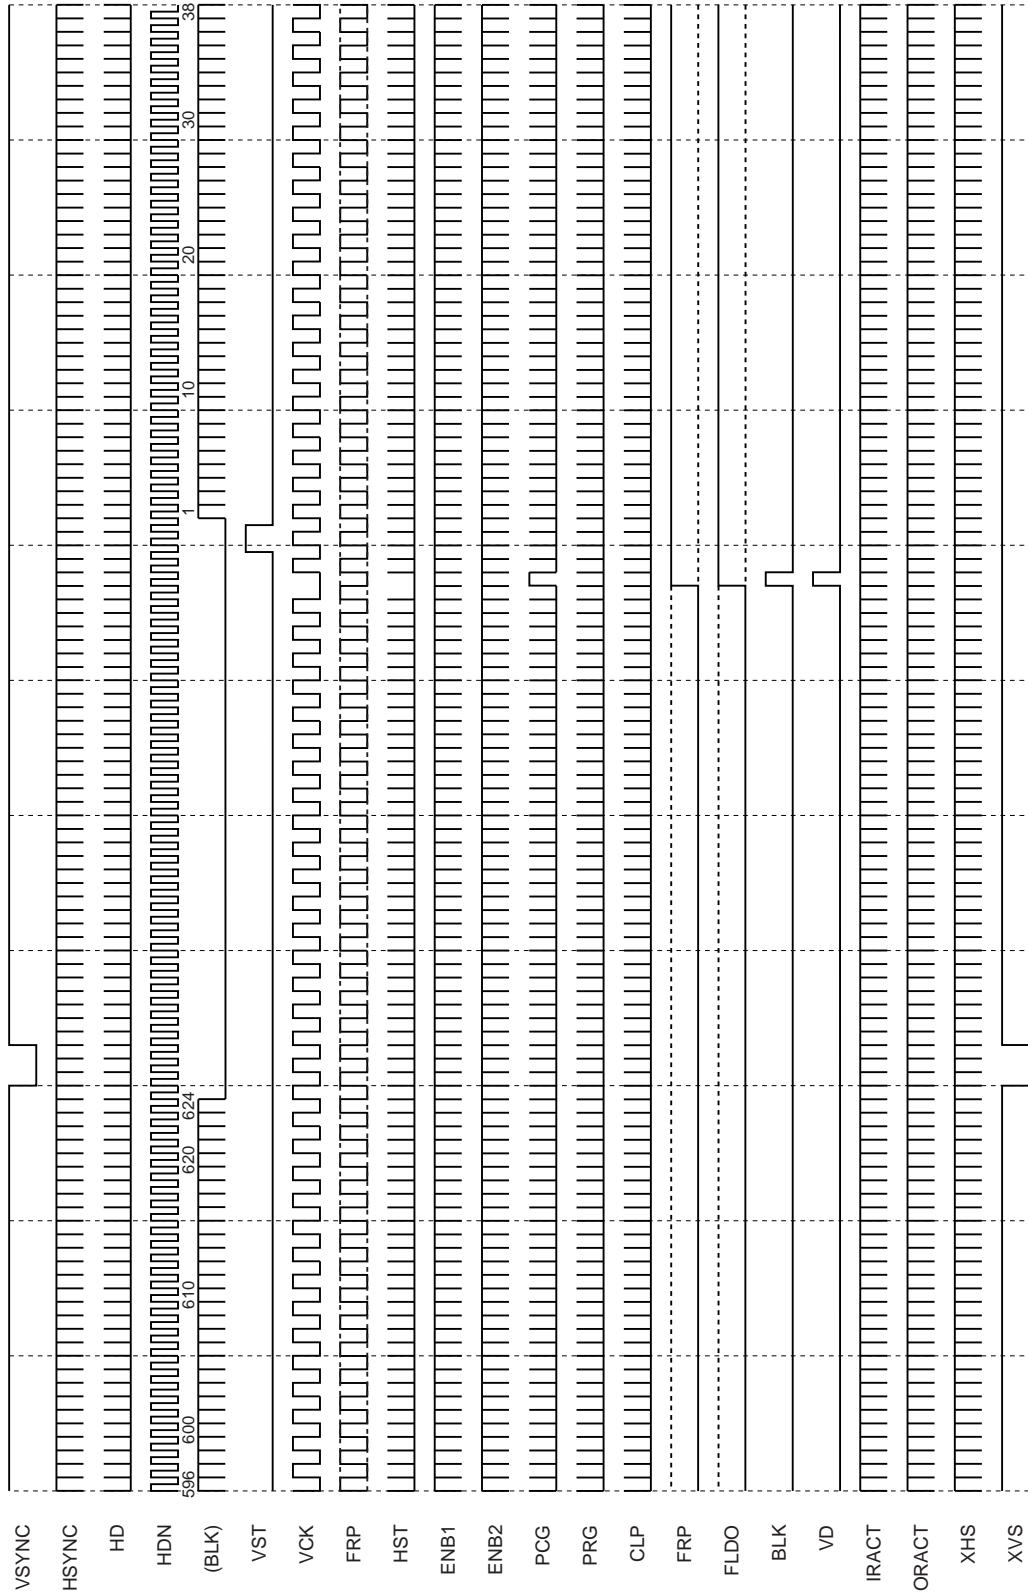 VSYNC
HSYNC
HD
HDN
596
600
610
620
624
1
10
20
30
38
(BLK)
VST
VCK
FRP
HST
ENB1
ENB2
PCG
PRG
CLP
FRP
FLDO
BLK
VD
IRACT
ORACT
XHS
XVS